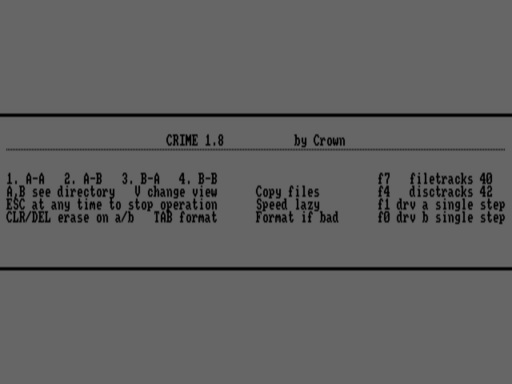 CRIME 1.8 by Crown
1. A-A 2. A-B 3. B-A 4. B-B f7 filetracks 40
A,B see directory V change view Copy files f4 disctracks 42
ESC at any time to stop operation Speed lazy f1 drv a single step
CLR/DEL erase on a/b TAB format Format if bad f0 drv b single step